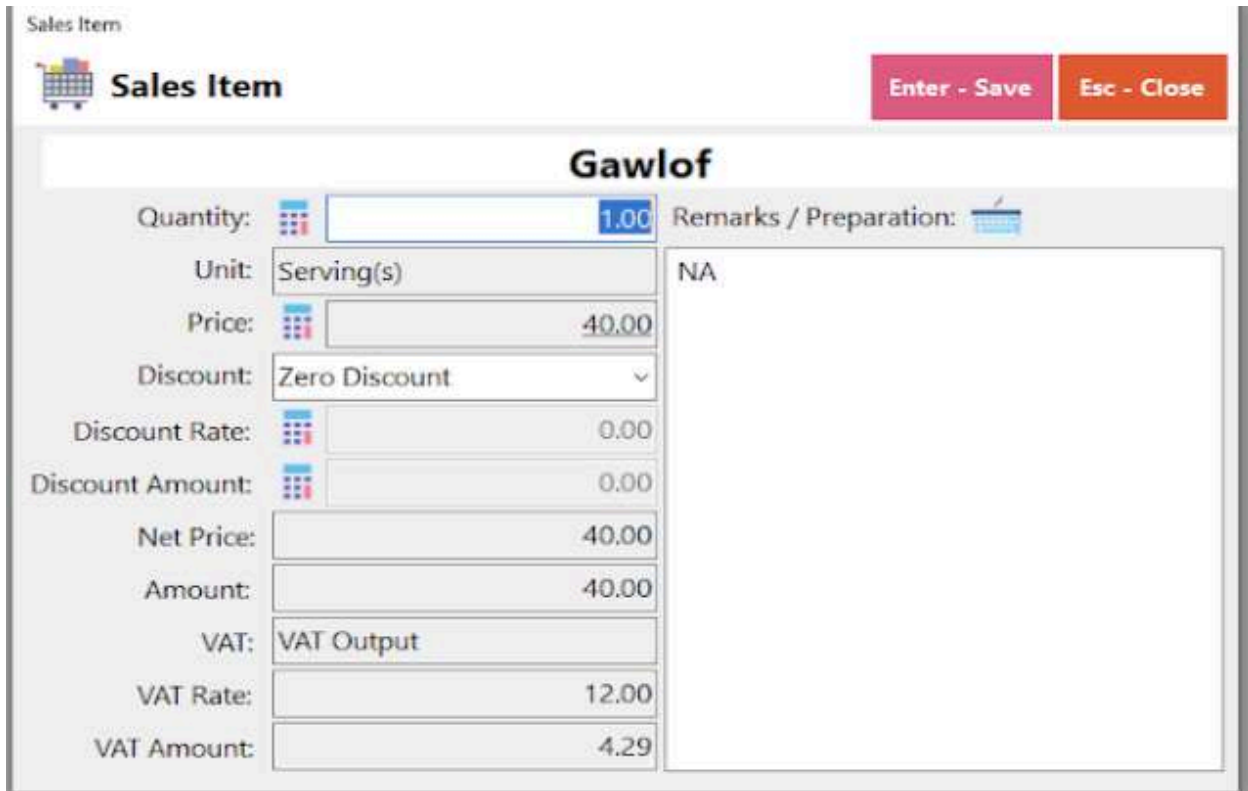 Sales Item
Sales Item
Enter - Save
Esc - Close
Gawlof
Quantity: 1.00
Remarks / Preparation:
NA
Unit: Serving(s)
Price: 40.00
Discount: Zero Discount
Discount Rate: 0.00
Discount Amount: 0.00
Net Price: 40.00
Amount: 40.00
VAT: VAT Output
VAT Rate: 12.00
VAT Amount: 4.29